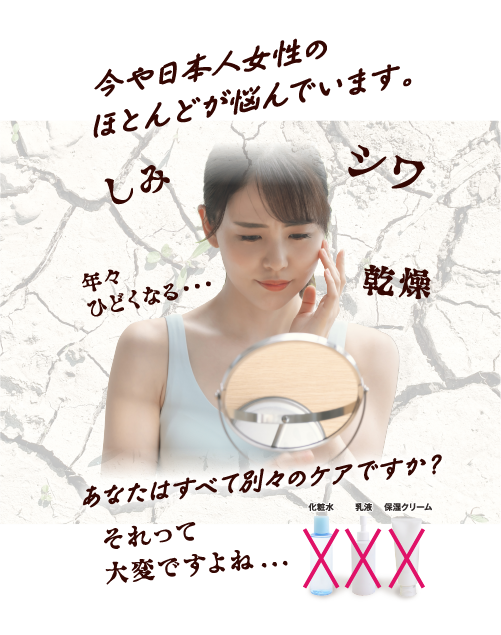 今や日本人女性の
ほとんどが悩んでいます。
しみ
シワ
年々
ひどくなる・・・
乾燥
あなたはすべて別々のケアですか?
化粧水 乳液 保湿クリーム
それって
大変ですよね・・・